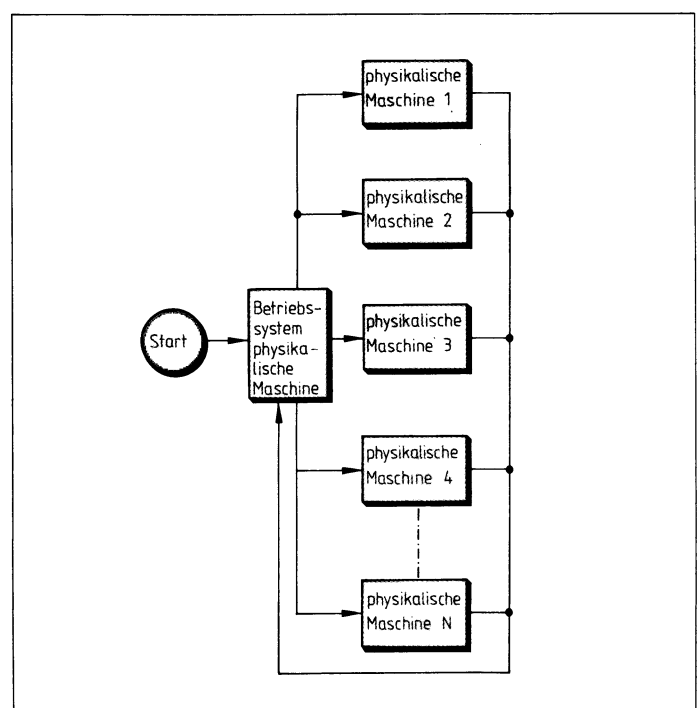 physikalische
Maschine 1
physikalische
Maschine 2
Start
Betriebs-
system
physika-
lische
Maschine
physikalische
Maschine 3
physikalische
Maschine 4
physikalische
Maschine N